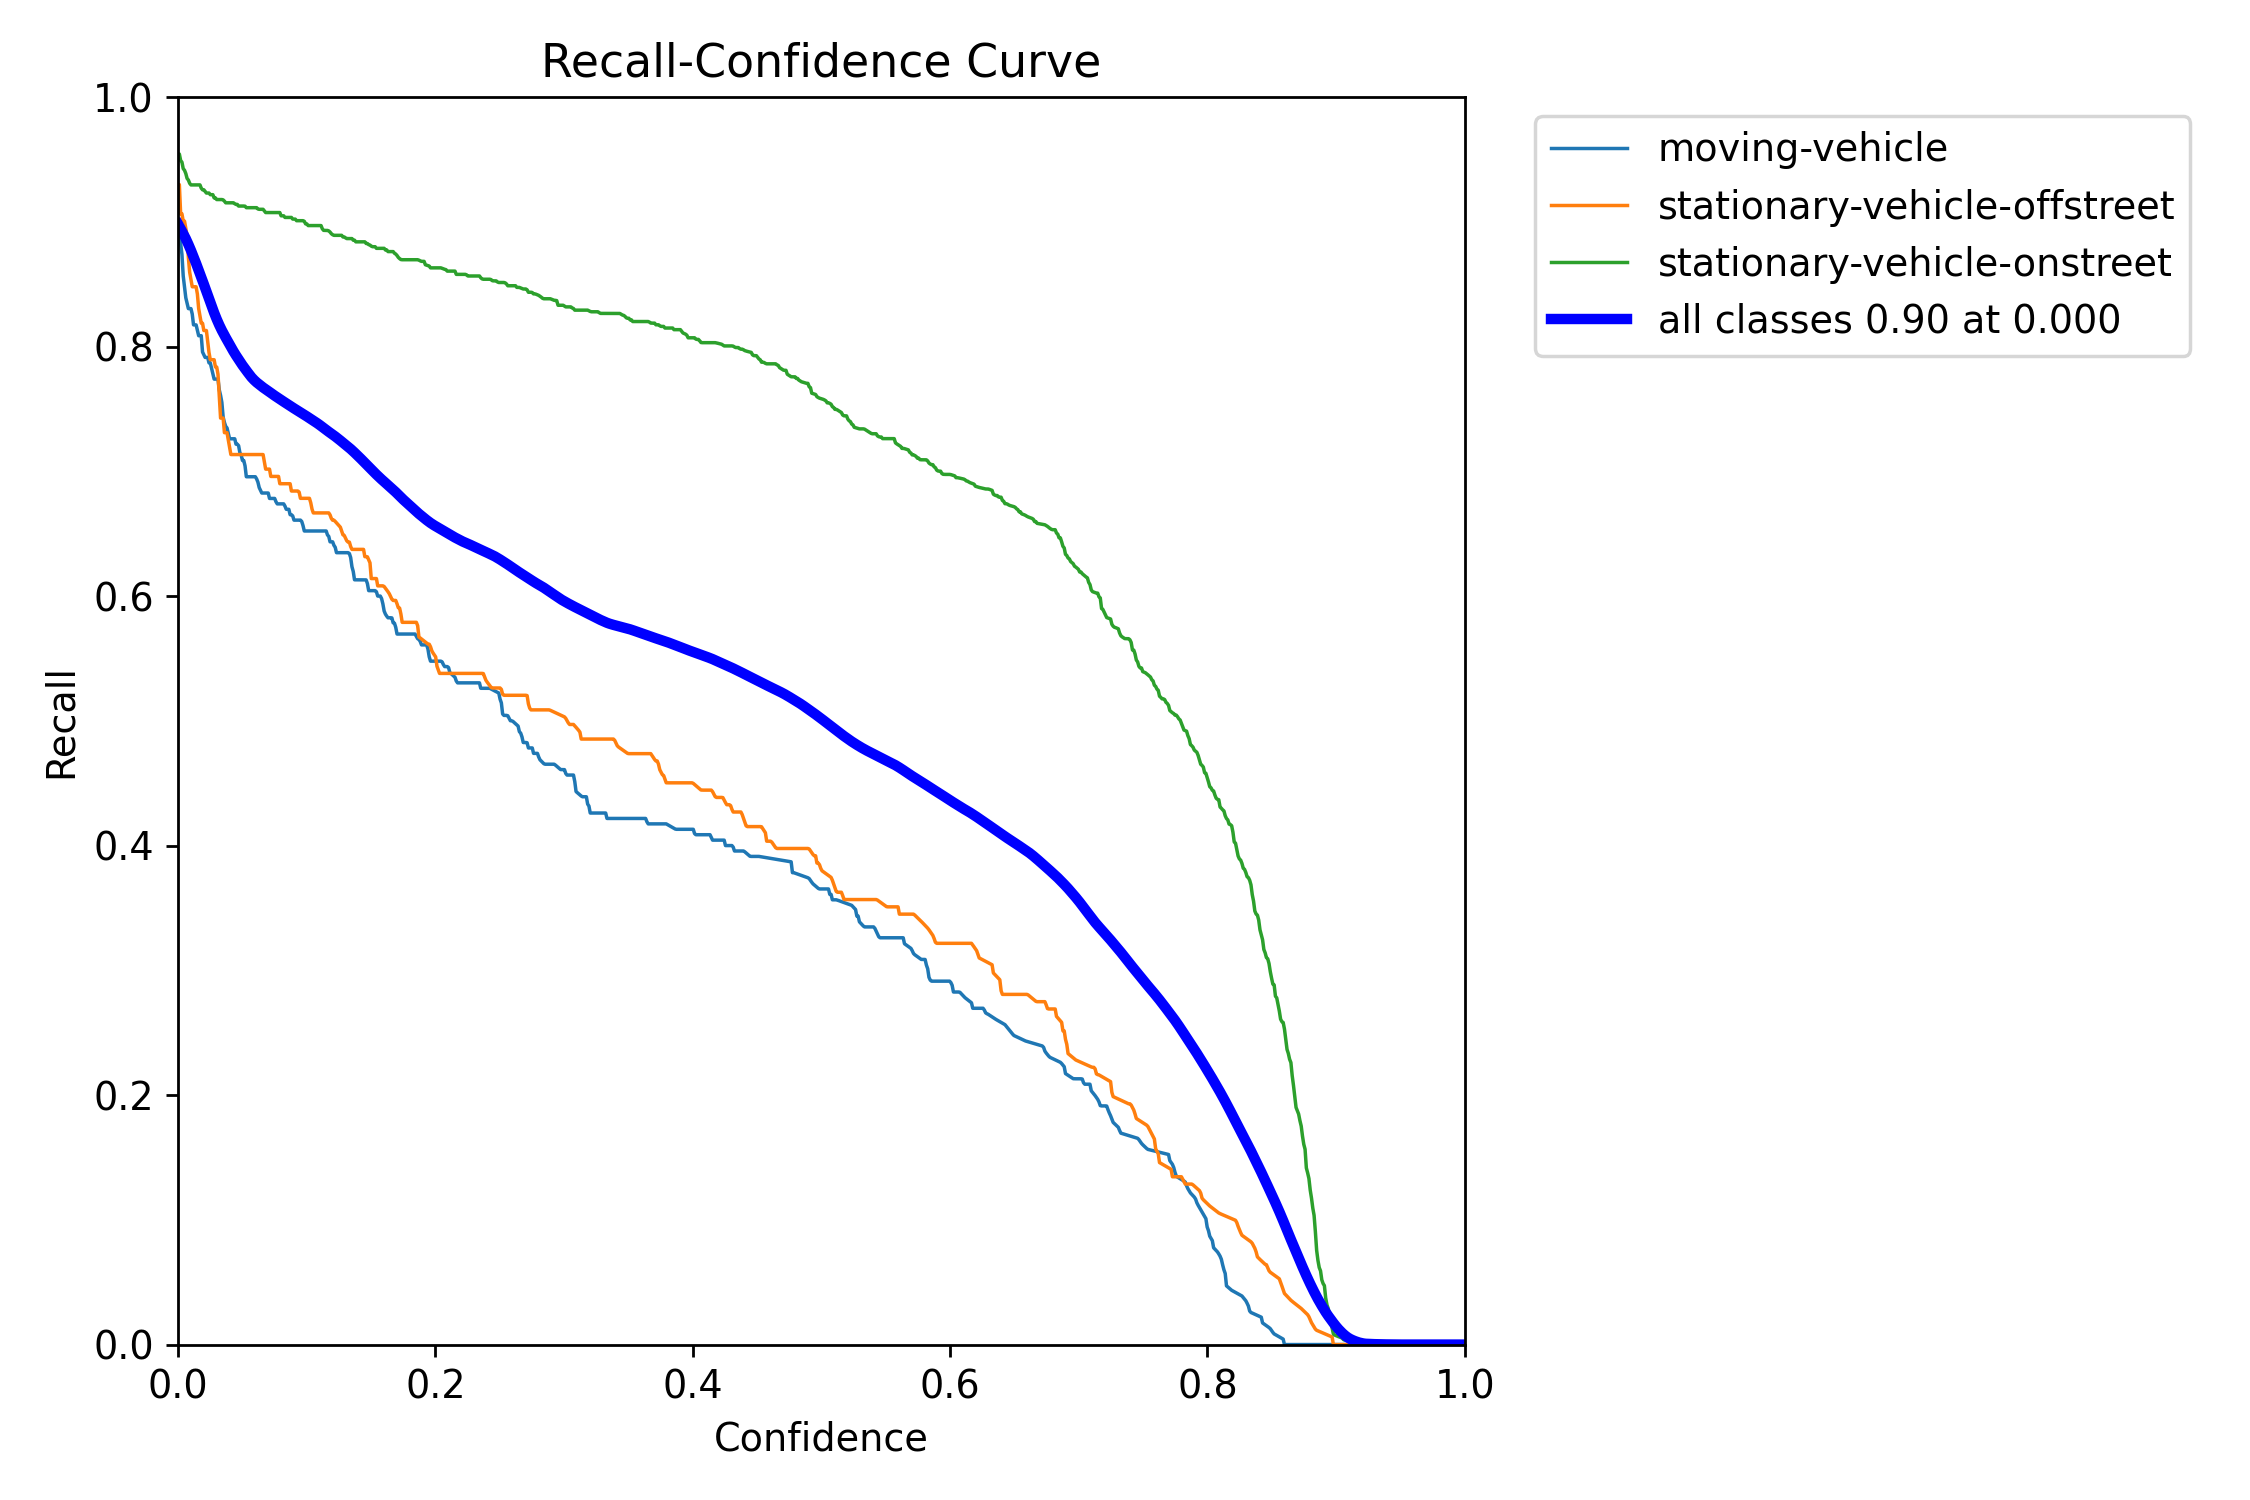 Recall-Confidence Curve
1.0
0.8
0.6
0.4
0.2
0.0
Recall
0.0 0.2 0.4 0.6 0.8 1.0
Confidence
moving-vehicle
stationary-vehicle-offstreet
stationary-vehicle-onstreet
all classes 0.90 at 0.000